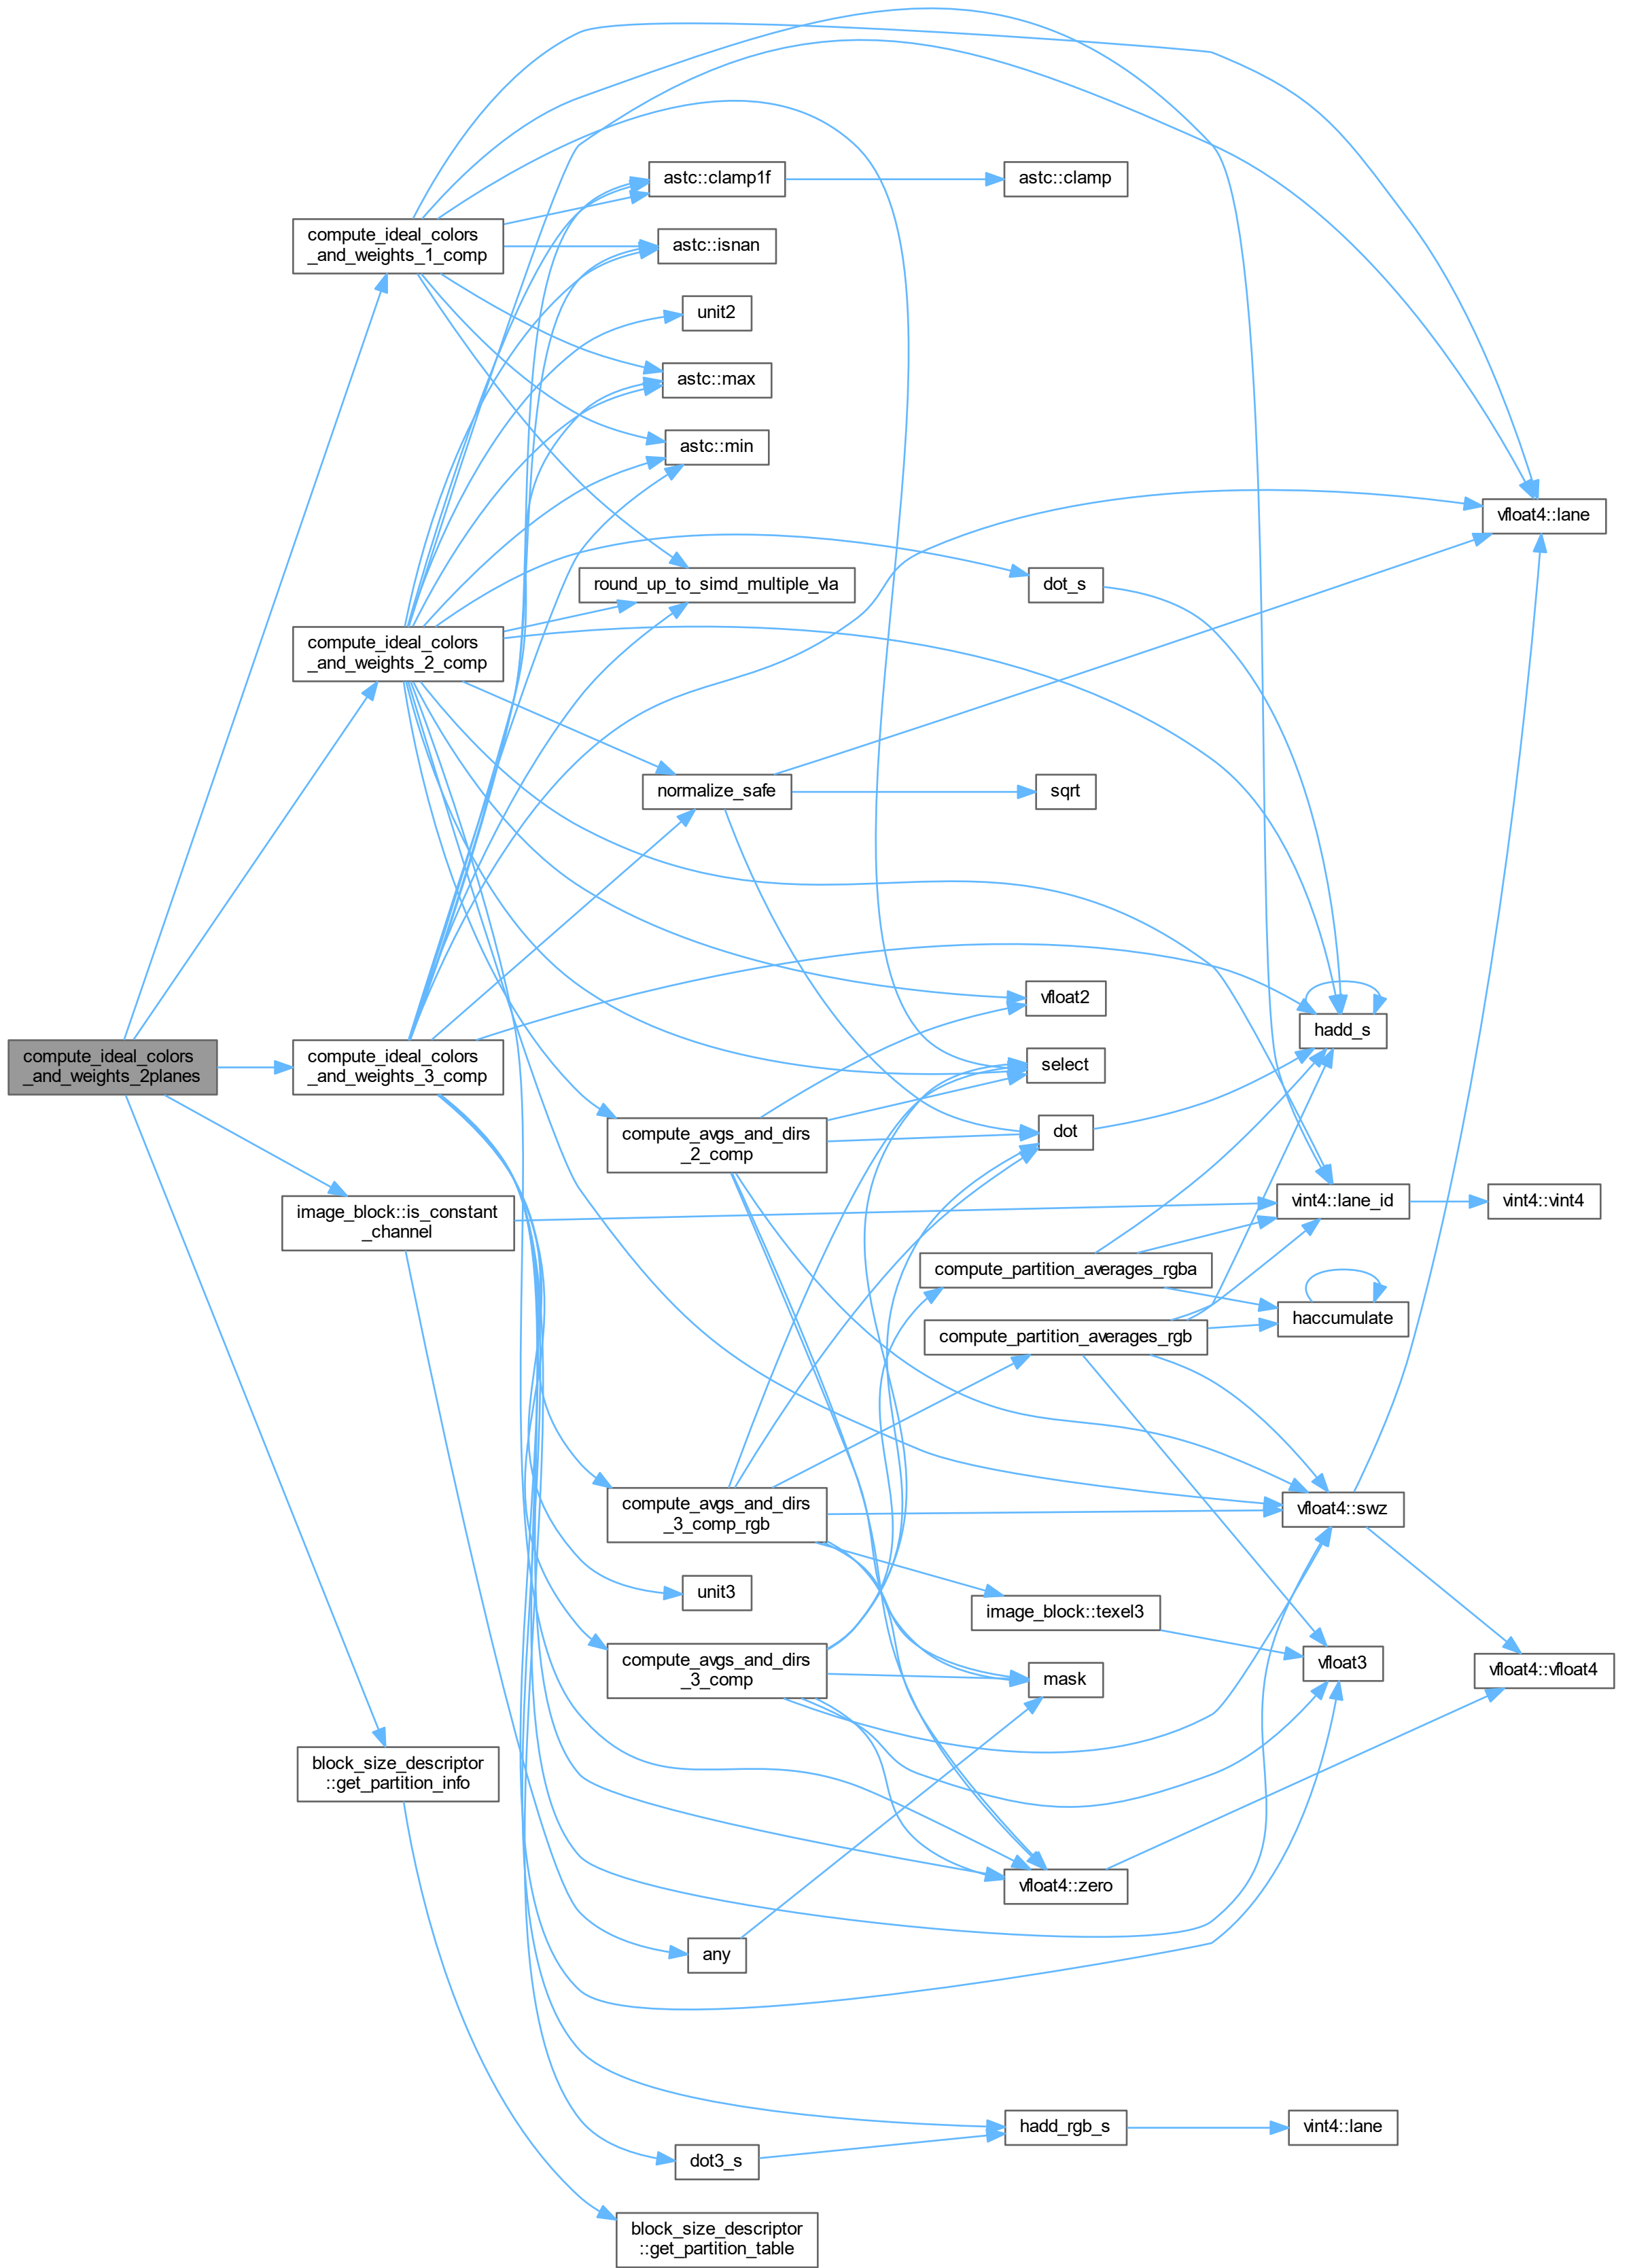 compute_ideal_colors
_and_weights_2planes
compute_ideal_colors
_and_weights_1_comp
compute_ideal_colors
_and_weights_2_comp
compute_ideal_colors
_and_weights_3_comp
image_block::is_constant
_channel
block_size_descriptor
::get_partition_info
astc::clamp1f
astc::isnan
unit2
astc::max
astc::min
round_up_to_simd_multiple_vla
normalize_safe
compute_avgs_and_dirs
_2_comp
compute_avgs_and_dirs
_3_comp_rgb
unit3
compute_avgs_and_dirs
_3_comp
any
dot3_s
block_size_descriptor
::get_partition_table
astc::clamp
dot_s
sqrt
vfloat2
select
dot
compute_partition_averages_rgba
compute_partition_averages_rgb
image_block::texel3
mask
vfloat4::zero
hadd_rgb_s
hadd_s
vint4::lane_id
haccumulate
vfloat4::swz
vfloat3
vint4::lane
vfloat4::lane
vint4::vint4
vfloat4::vfloat4